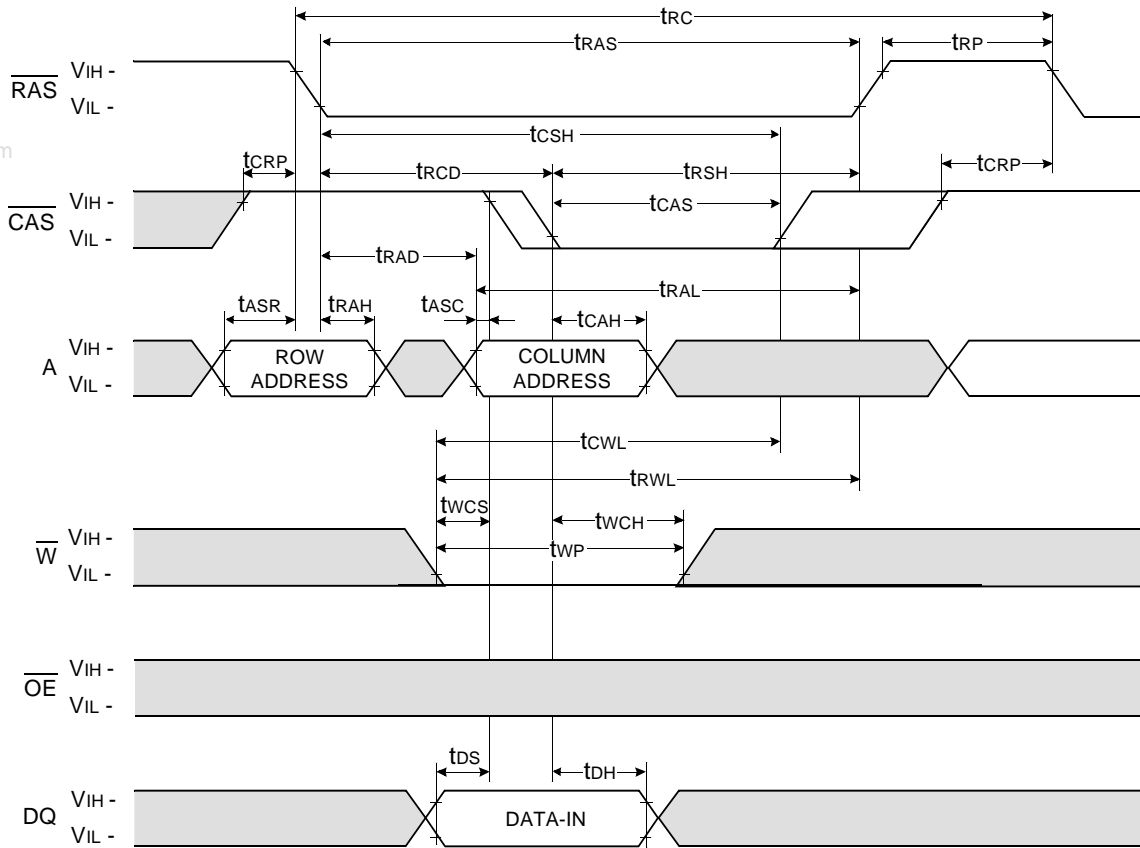 tRC
tRAS
tRP
RAS
VIH -
VIL -
tCSH
m
tCRP
tRCD
tRSH
tCRP
CAS
VIH -
VIL -
tCAS
tRAD
tRAL
tASR
tRAH
tASC
tCAH
A
VIH -
VIL -
ROW
ADDRESS
COLUMN
ADDRESS
tCWL
tRWL
tWCS
tWCH
W
VIH -
VIL -
tWP
OE
VIH -
VIL -
tDS
tDH
DQ
VIH -
VIL -
DATA-IN